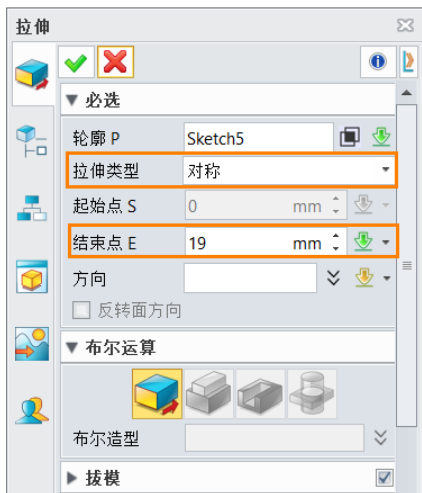 拉伸
▼ 必选
轮廓 P Sketch5
拉伸类型 对称
起始点 S 0 mm
结束点 E 19 mm
方向
反转面方向
▼ 布尔运算
布尔造型
▶ 拔模